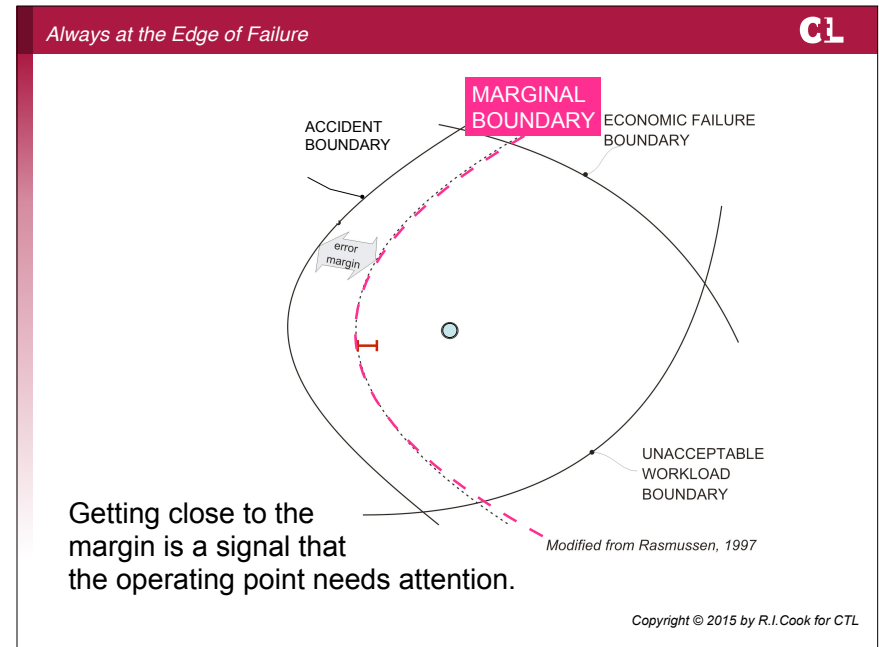 Always at the Edge of Failure
CTL
MARGINAL
BOUNDARY
ACCIDENT
BOUNDARY
ECONOMIC FAILURE
BOUNDARY
error
margin
UNACCEPTABLE
WORKLOAD
BOUNDARY
Getting close to the
margin is a signal that
the operating point needs attention.
Modified from Rasmussen, 1997
Copyright © 2015 by R.I.Cook for CTL